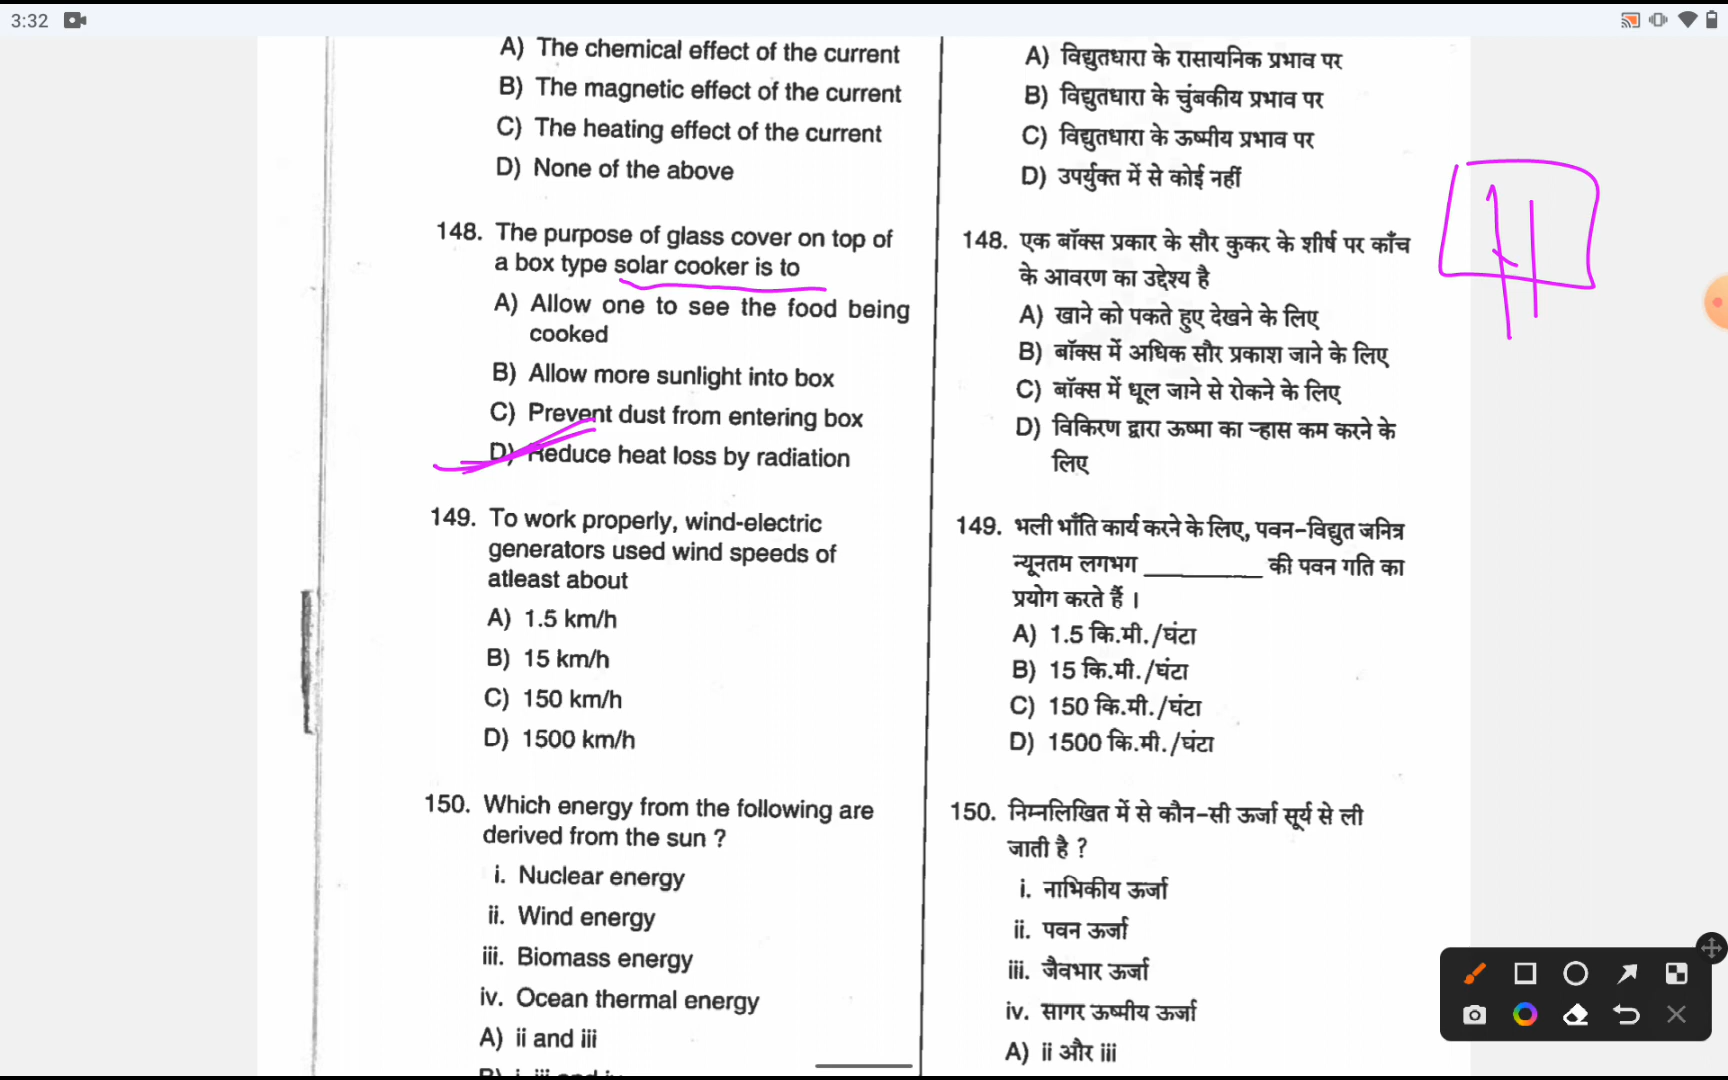 3:32
A) The chemical effect of the current
B) The magnetic effect of the current
C) The heating effect of the current
D) None of the above
148. The purpose of glass cover on top of
a box type solar cooker is to
A) Allow one to see the food being
cooked
B) Allow more sunlight into box
C) Prevent dust from entering box
D) Reduce heat loss by radiation
149. To work properly, wind-electric
generators used wind speeds of
atleast about
A) 1.5 km/h
B) 15 km/h
C) 150 km/h
D) 1500 km/h
150. Which energy from the following are
derived from the sun ?
i. Nuclear energy
ii. Wind energy
iii. Biomass energy
iv. Ocean thermal energy
A) ii and iii
A) विद्युतधारा के रासायनिक प्रभाव पर
B) विद्युतधारा के चुंबकीय प्रभाव पर
C) विद्युतधारा के ऊष्मीय प्रभाव पर
D) उपर्युक्त में से कोई नहीं
148. एक बॉक्स प्रकार के सौर कुकर के शीर्ष पर काँच
के आवरण का उद्देश्य है
A) खाने को पकते हुए देखने के लिए
B) बॉक्स में अधिक सौर प्रकाश जाने के लिए
C) बॉक्स में धूल जाने से रोकने के लिए
D) विकिरण द्वारा ऊष्मा का ऱ्हास कम करने के
लिए
149. भली भाँति कार्य करने के लिए, पवन-विद्युत जनित्र
न्यूनतम लगभग __________ की पवन गति का
प्रयोग करते हैं ।
A) 1.5 कि.मी./घंटा
B) 15 कि.मी./घंटा
C) 150 कि.मी./घंटा
D) 1500 कि.मी./घंटा
150. निम्नलिखित में से कौन-सी ऊर्जा सूर्य से ली
जाती है ?
i. नाभिकीय ऊर्जा
ii. पवन ऊर्जा
iii. जैवभार ऊर्जा
iv. सागर ऊष्मीय ऊर्जा
A) ii और iii